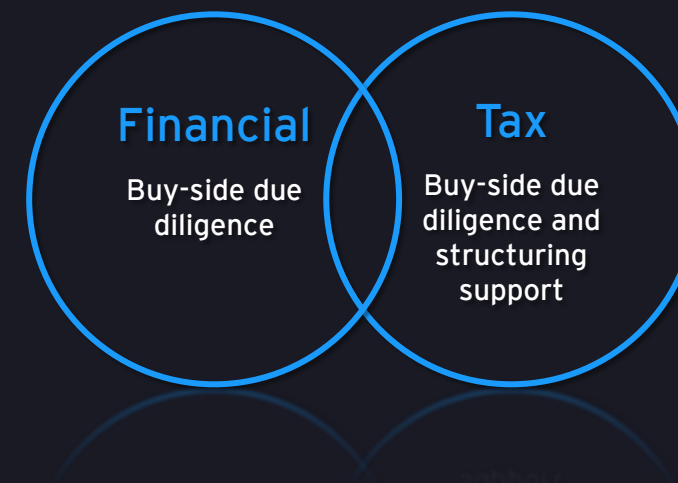 Financial
Buy-side due
diligence
Tax
Buy-side due
diligence and
structuring
support